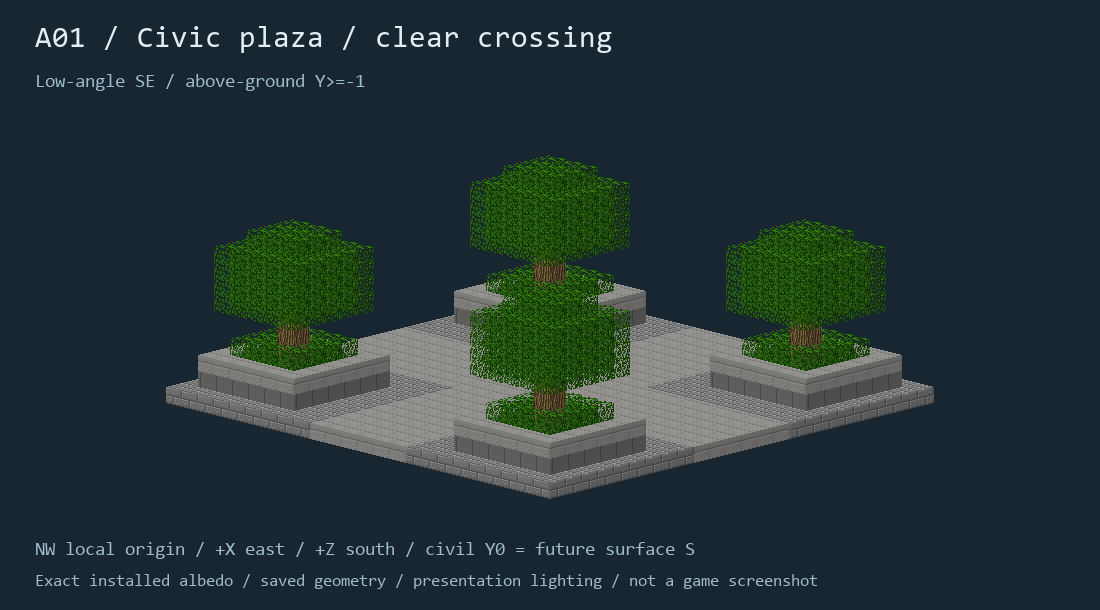 A01 / Civic plaza / clear crossing
Low-angle SE / above-ground Y>=-1
NW local origin / +X east / +Z south / civil Y0 = future surface S
Exact installed albedo / saved geometry / presentation lighting / not a game screenshot